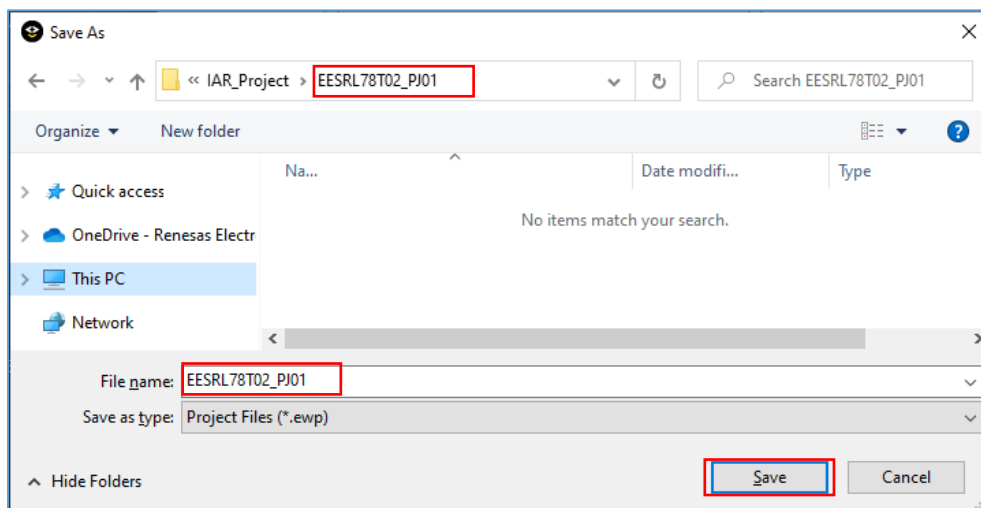 Save As
« IAR_Project › EESRL78T02_PJ01
Search EESRL78T02_PJ01
Organize New folder
Na... Date modifi... Type
Quick access
No items match your search.
OneDrive - Renesas Electr
This PC
Network
File name: EESRL78T02_PJ01
Save as type: Project Files (*.ewp)
Hide Folders Save Cancel